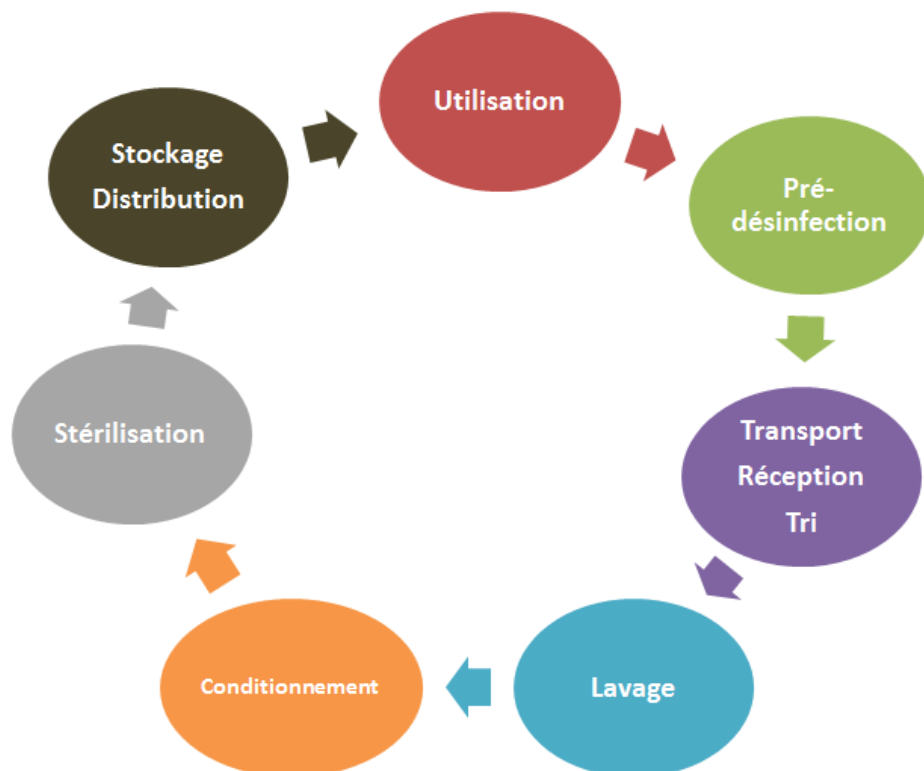 Utilisation
Pré-
désinfection
Transport
Réception
Tri
Lavage
Conditionnement
Stérilisation
Stockage
Distribution